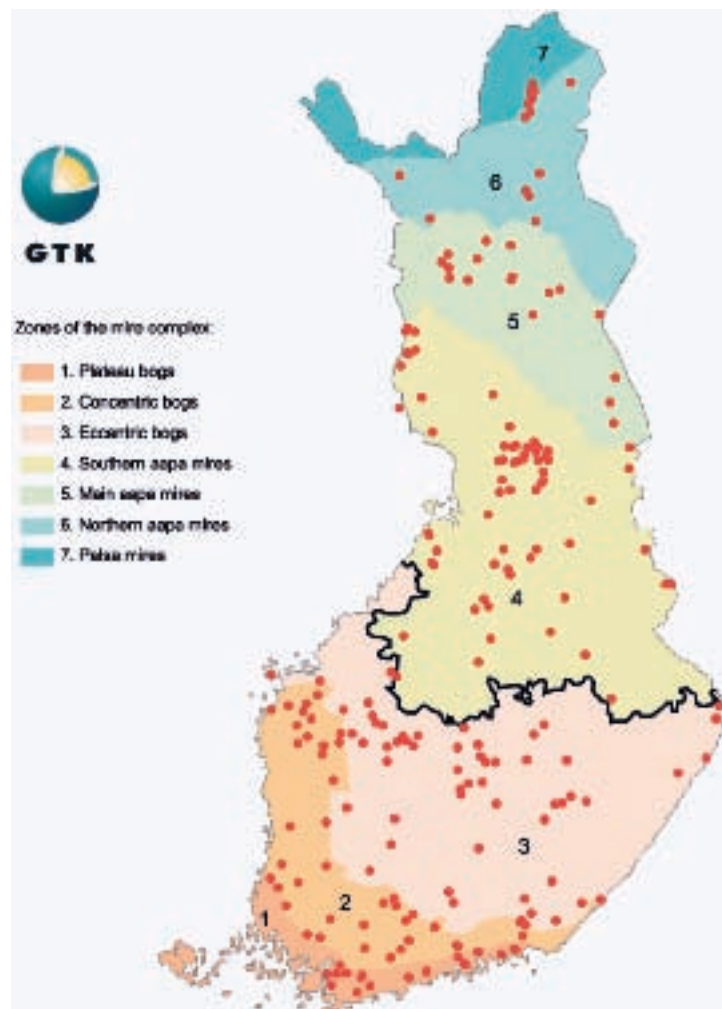 7
6
GTK
5
Zones of the mire complex:
1. Plateau bogs
2. Concentric bogs
3. Eccentric bogs
4. Southern aapa mires
5. Main aapa mires
6. Northern aapa mires
7. Palsa mires
4
3
2
1